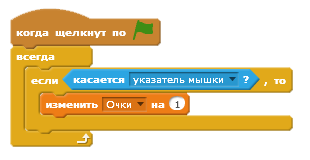 когда щелкнут по
всегда
если касается указатель мышки ? , то
изменить Очки на 1